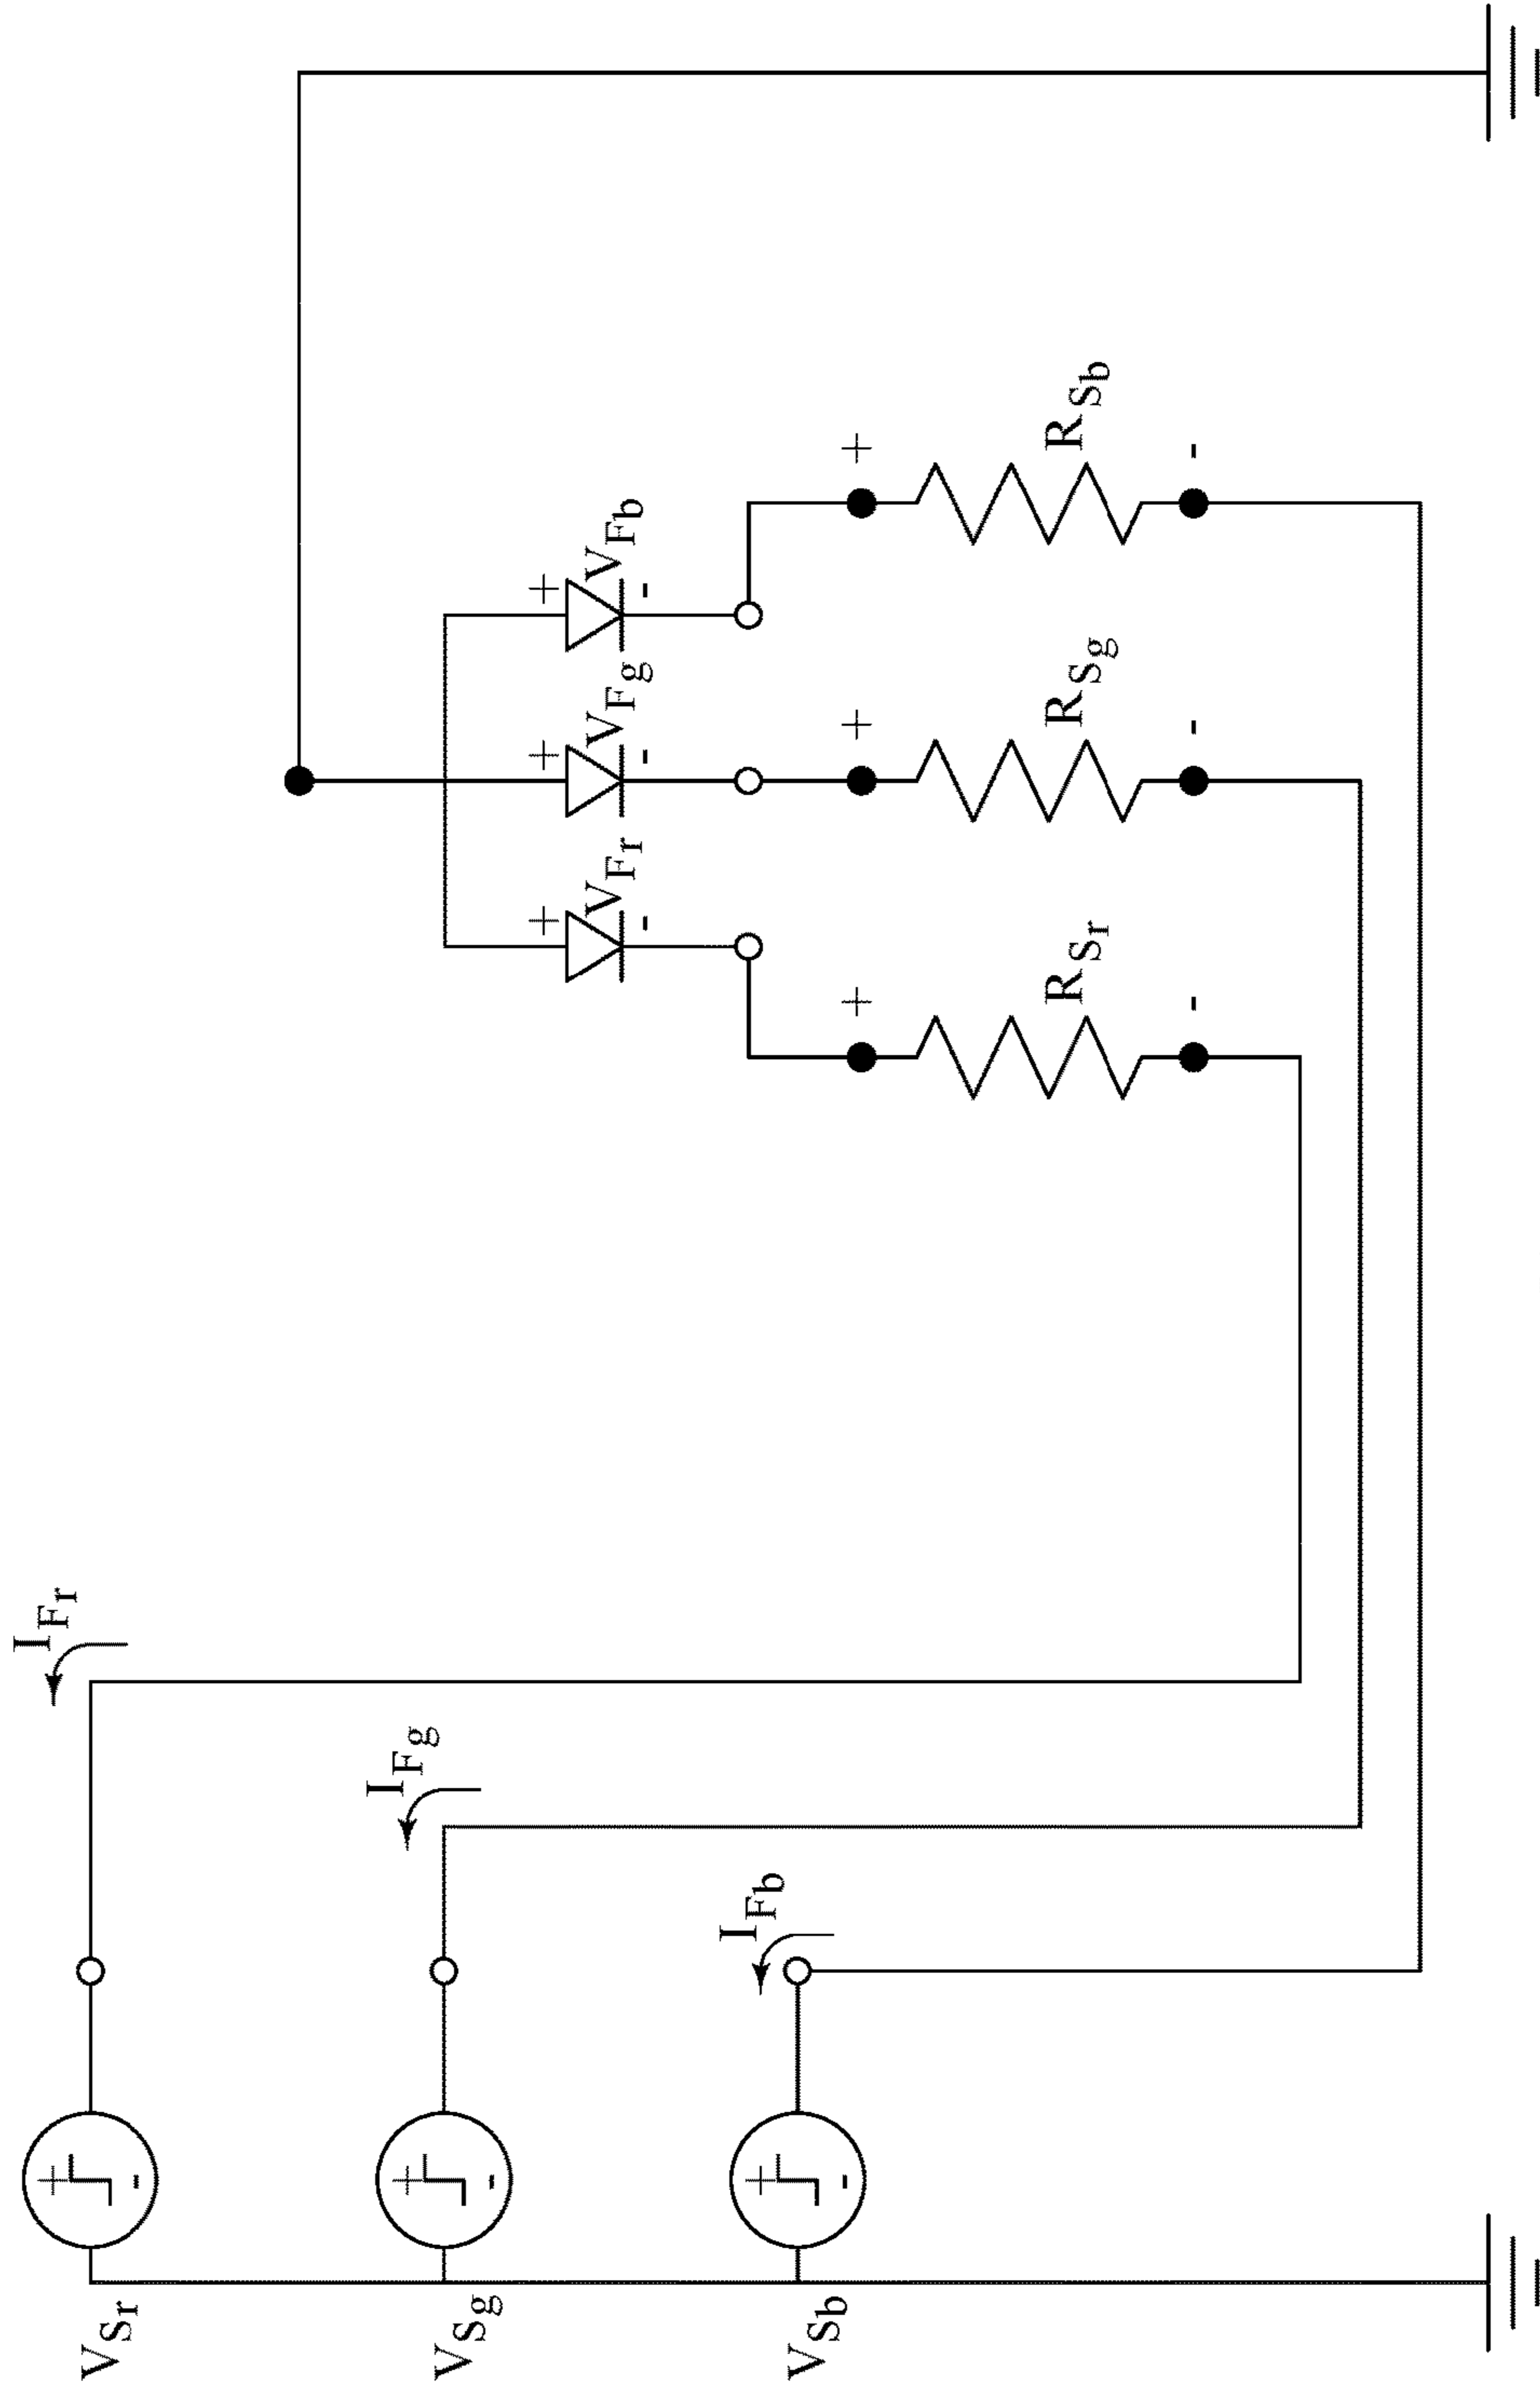 I_Fr
I_Fg
I_Fb
V_Sr
V_Sg
V_Sb
+
-
+
-
+
-
+ V_Fr -
+ V_Fg -
+ V_Fb -
+ R_Sr -
+ R_Sg -
+ R_Sb -